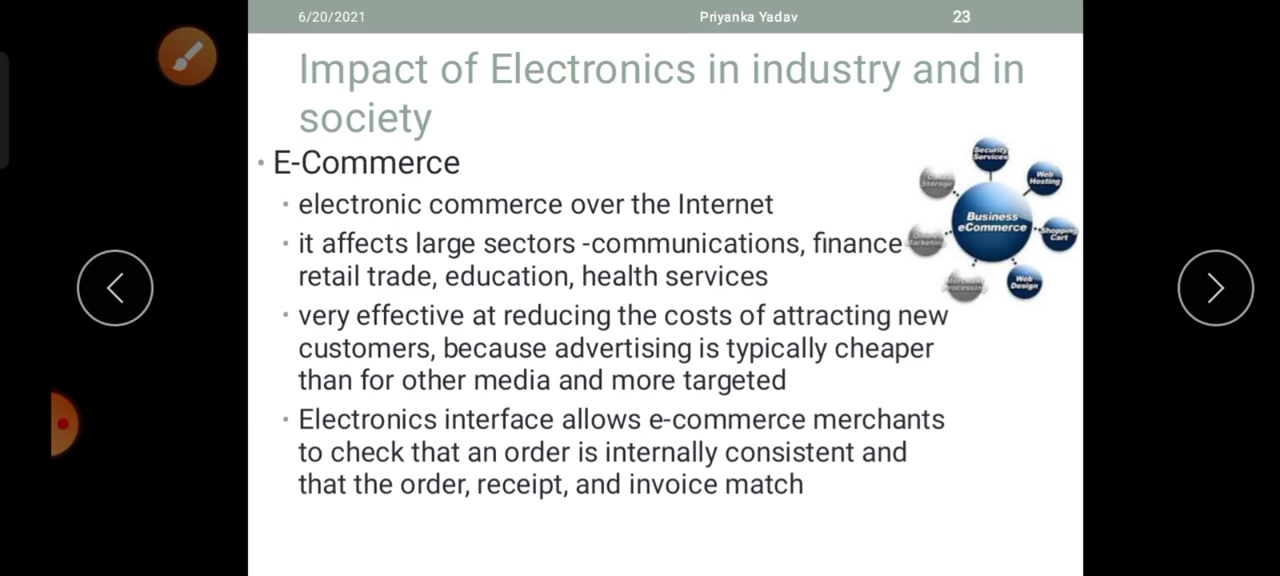 6/20/2021 Priyanka Yadav 23
Impact of Electronics in industry and in
society
• E-Commerce
• electronic commerce over the Internet
• it affects large sectors -communications, finance
retail trade, education, health services
• very effective at reducing the costs of attracting new
customers, because advertising is typically cheaper
than for other media and more targeted
• Electronics interface allows e-commerce merchants
to check that an order is internally consistent and
that the order, receipt, and invoice match
Security
Services
Web
Hosting
Shopping
Cart
Web
Design
Processing
Marketing
Storage
Business
eCommerce